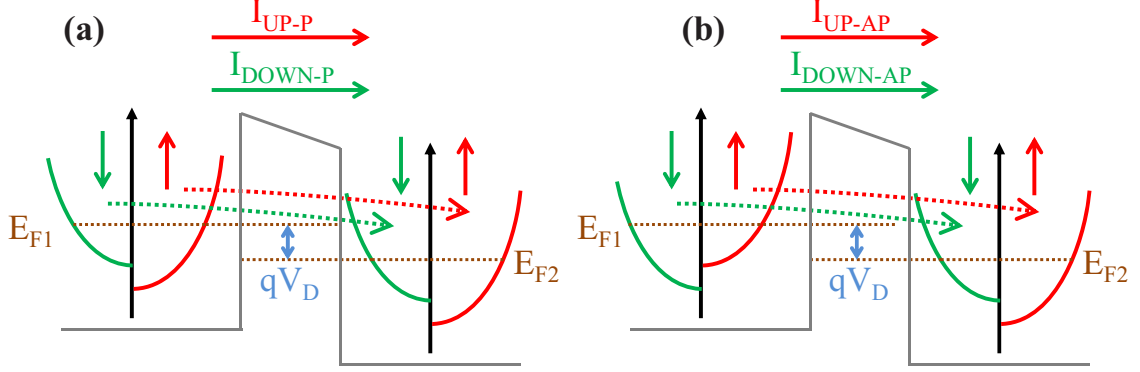 (a)
I_UP-P
I_DOWN-P
E_F1
qV_D
E_F2
(b)
I_UP-AP
I_DOWN-AP
E_F1
qV_D
E_F2